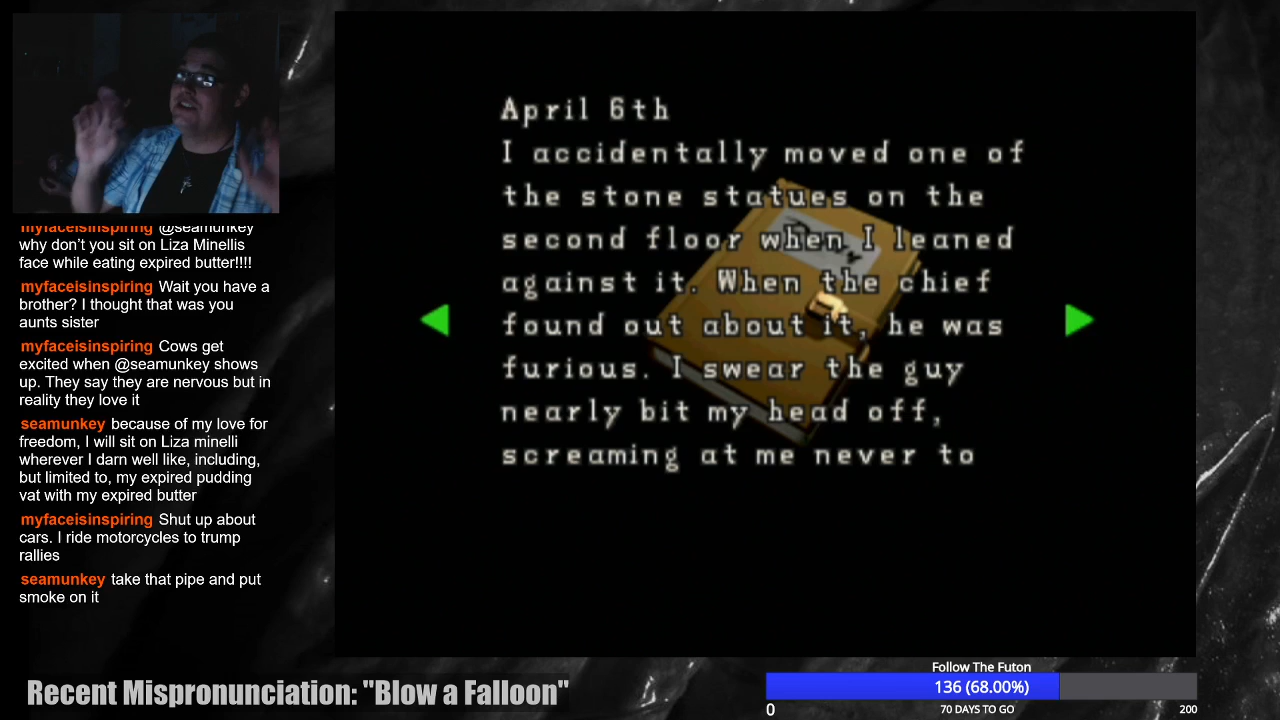 myfaceisinspiring @seamunkey
why don't you sit on Liza Minellis
face while eating expired butter!!!!
myfaceisinspiring Wait you have a
brother? I thought that was you
aunts sister
myfaceisinspiring Cows get
excited when @seamunkey shows
up. They say they are nervous but in
reality they love it
seamunkey because of my love for
freedom, I will sit on Liza minelli
wherever I darn well like, including,
but limited to, my expired pudding
vat with my expired butter
myfaceisinspiring Shut up about
cars. I ride motorcycles to trump
rallies
seamunkey take that pipe and put
smoke on it
April 6th
I accidentally moved one of
the stone statues on the
second floor when I leaned
against it. When the chief
found out about it, he was
furious. I swear the guy
nearly bit my head off,
screaming at me never to
Recent Mispronunciation: "Blow a Falloon"
Follow The Futon
136 (68.00%)
0
70 DAYS TO GO
200